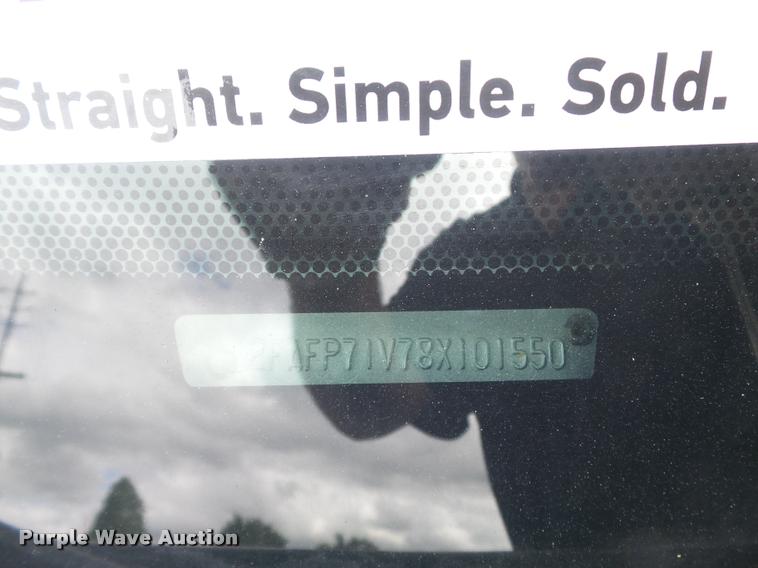 Straight. Simple. Sold.
2FAFP71V78X101550
Purple Wave Auction®